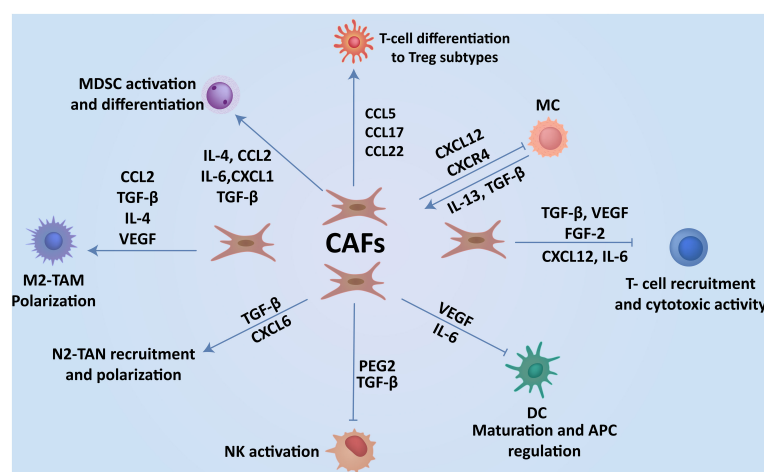 T-cell differentiation
to Treg subtypes
MDSC activation
and differentiation
CCL5
CCL17
CCL22
MC
CXCL12
CXCR4
IL-13, TGF-β
IL-4, CCL2
IL-6,CXCL1
TGF-β
CCL2
TGF-β
IL-4
VEGF
M2-TAM
Polarization
CAFs
TGF-β, VEGF
FGF-2
CXCL12, IL-6
T- cell recruitment
and cytotoxic activity
TGF-β
CXCL6
N2-TAN recruitment
and polarization
VEGF
IL-6
PEG2
TGF-β
DC
Maturation and APC
regulation
NK activation